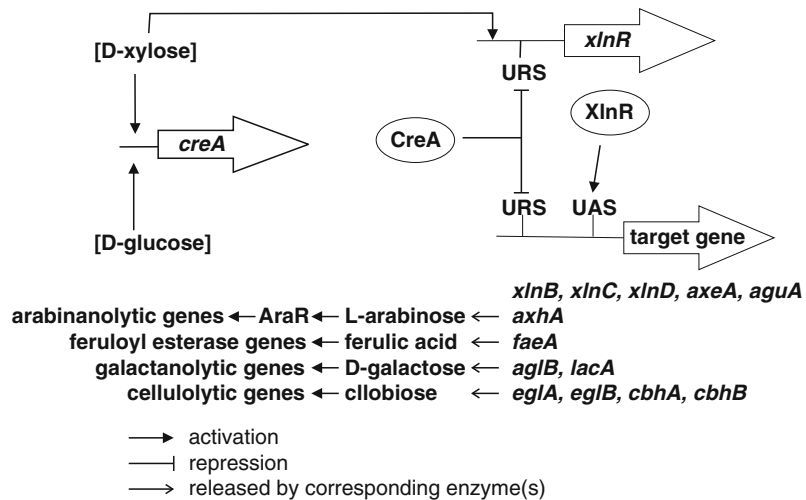 [D-xylose]
xlnR
URS
creA
CreA
XlnR
URS
UAS
[D-glucose]
target gene
xlnB, xlnC, xlnD, axeA, aguA
arabinanolytic genes AraR L-arabinose axhA
feruloyl esterase genes ferulic acid faeA
galactanolytic genes D-galactose aglB, lacA
cellulolytic genes cllobiose eglA, eglB, cbhA, cbhB
activation
repression
released by corresponding enzyme(s)